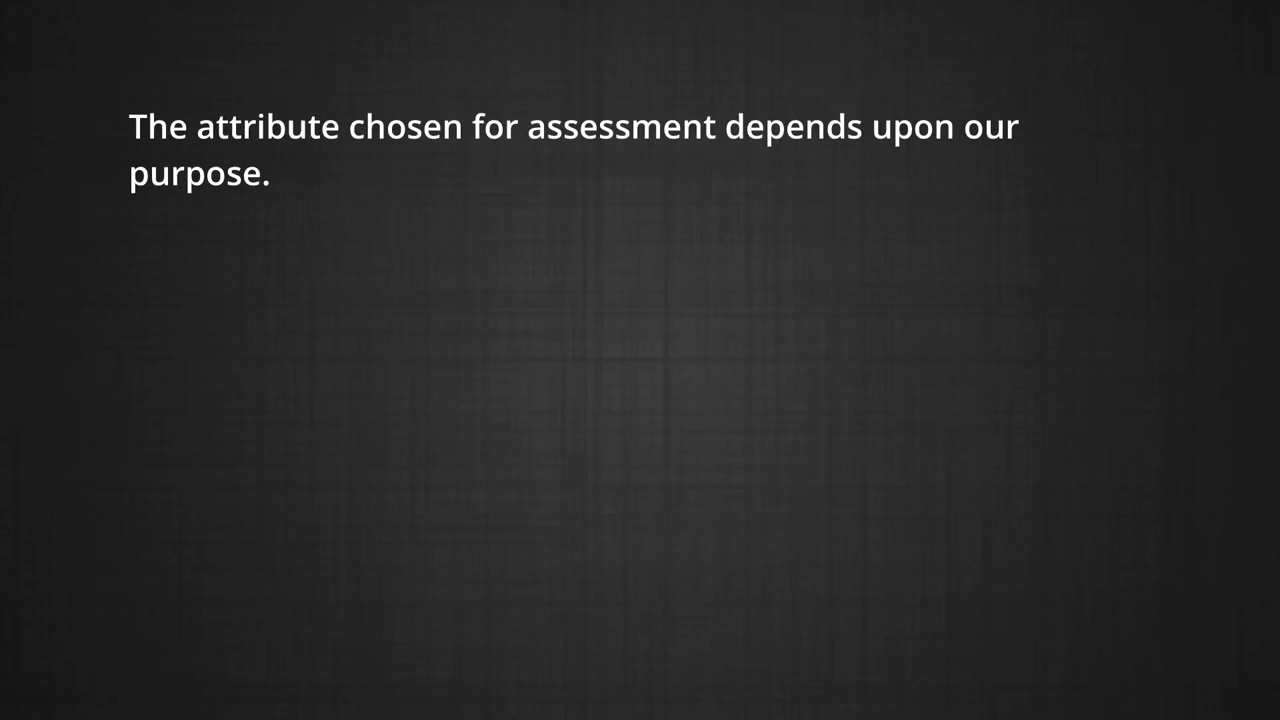 The attribute chosen for assessment depends upon our
purpose.